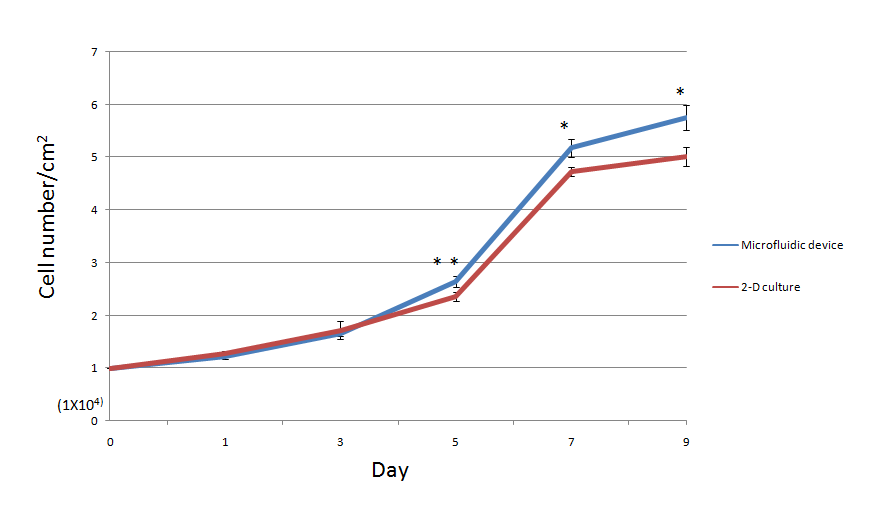 7
6
5
4
3
2
1
0
(1X10⁴)
Cell number/cm²
* *
*
*
0 1 3 5 7 9
Day
Microfluidic device
2-D culture